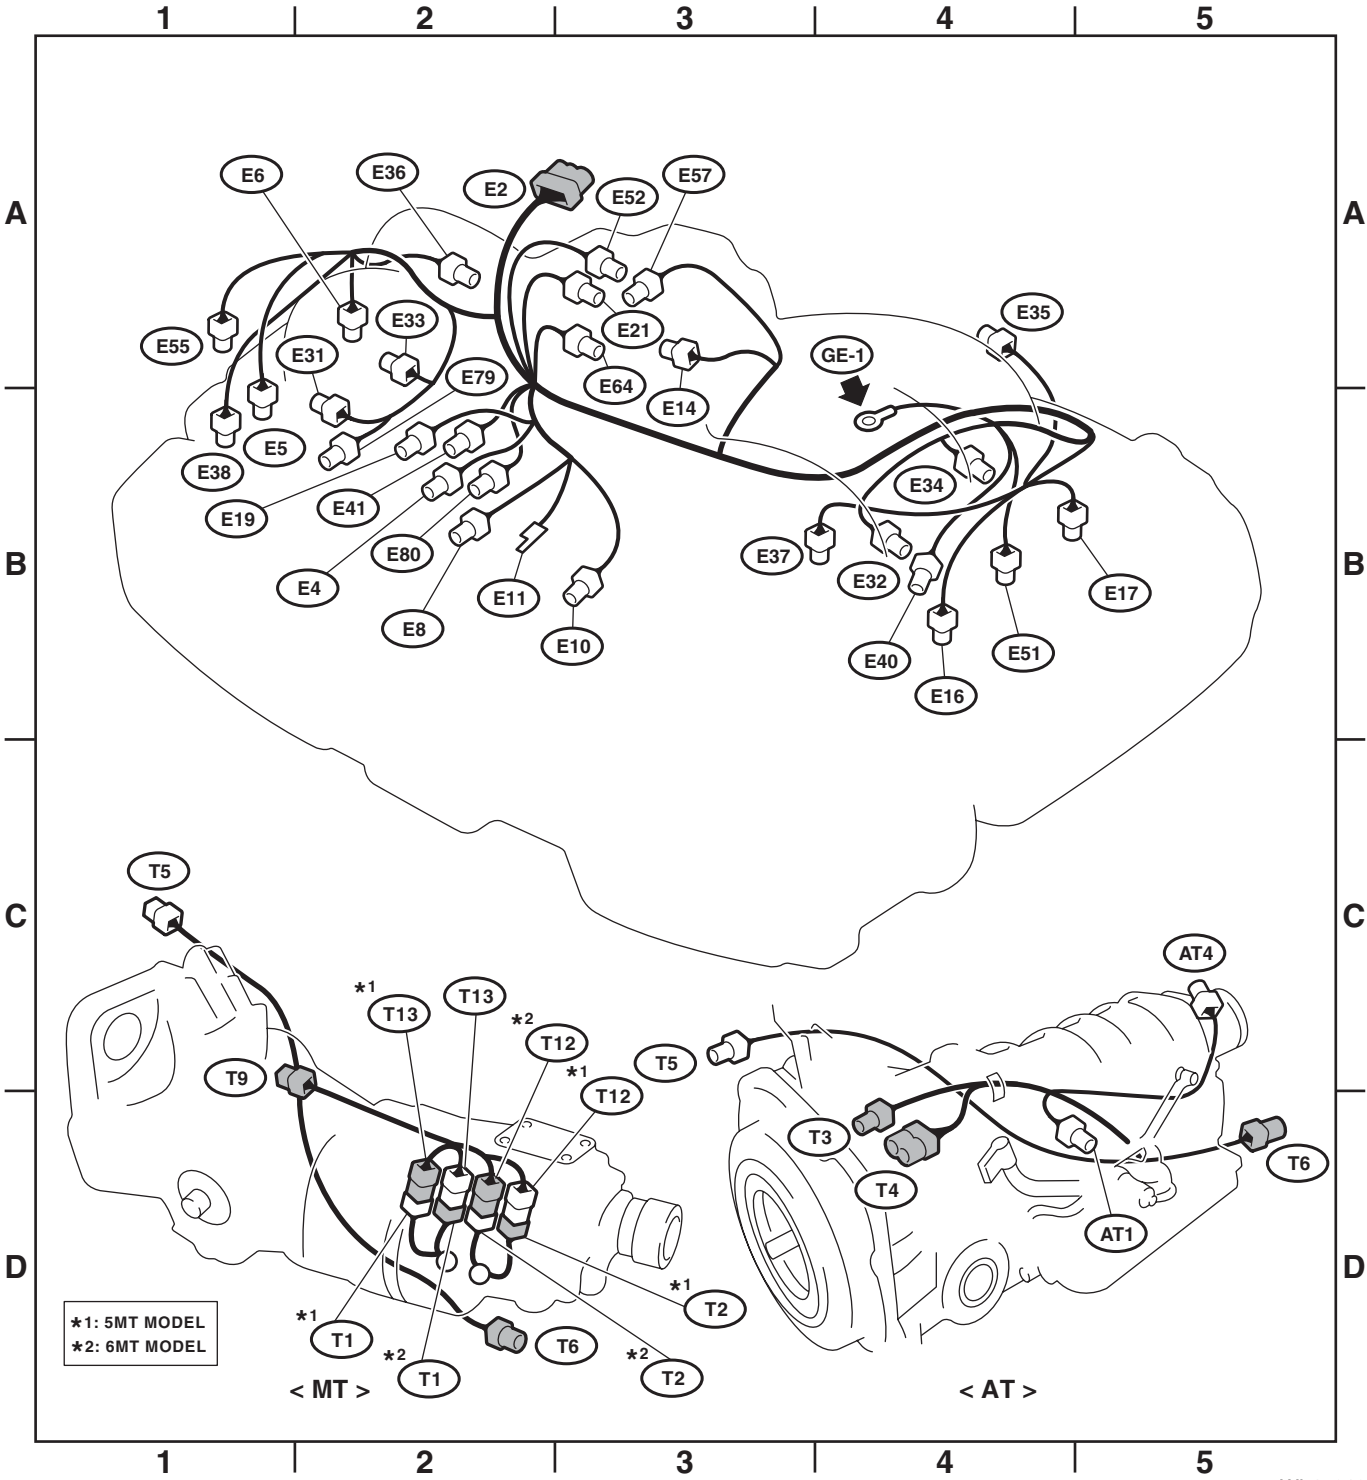 1 2 3 4 5
A A
E6 E36 E2 E52 E57
E55 E31 E33 E79 E21 E64 E14 GE-1 E35
E38 E5 E19 E41 E80 E4 E8 E11 E10
E34 E37 E32 E40 E16 E51 E17
B B
C C
T5
*1 T13
T13
*2 T12
*1 T12
T9
T5
AT4
T3
T4
AT1
T6
D D
*1: 5MT MODEL
*2: 6MT MODEL
*1 T1
*2 T1
T6
*2 T2
*1 T2
< MT >
< AT >
1 2 3 4 5